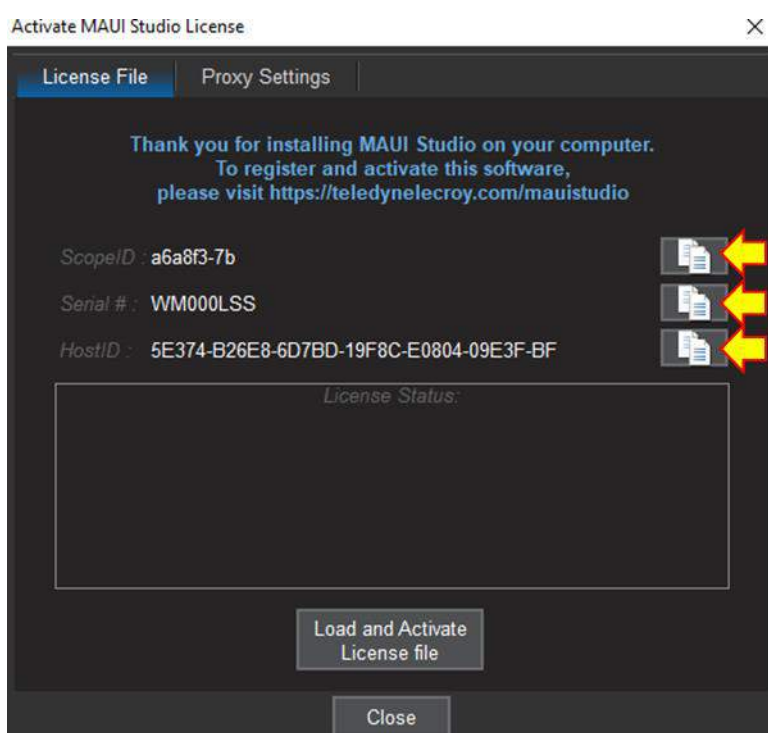 Activate MAUI Studio License
License File
Proxy Settings
Thank you for installing MAUI Studio on your computer.
To register and activate this software,
please visit https://teledynelecroy.com/mauistudio
ScopeID : a6a8f3-7b
Serial # : WM000LSS
HostID : 5E374-B26E8-6D7BD-19F8C-E0804-09E3F-BF
License Status:
Load and Activate
License file
Close